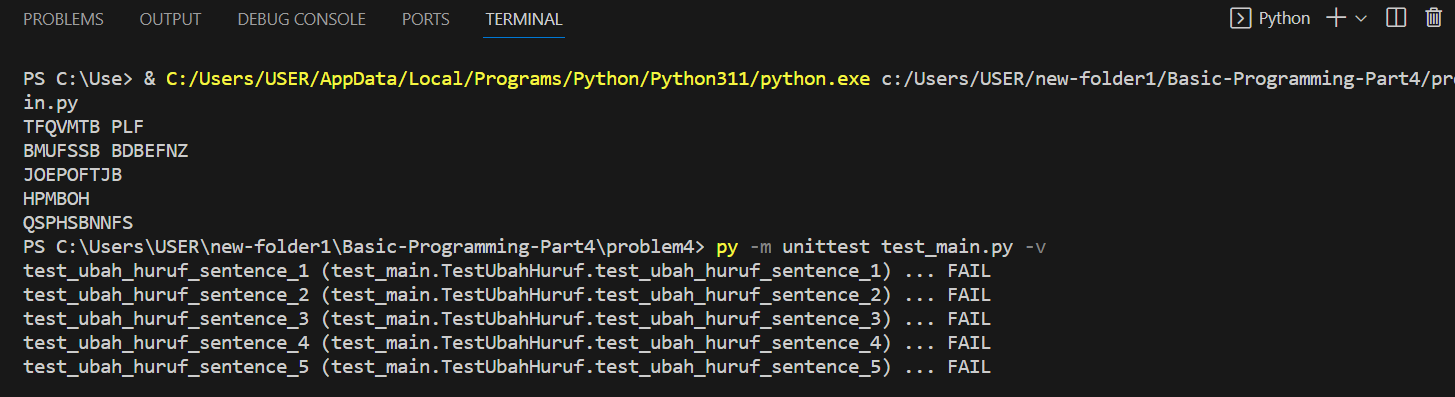 PROBLEMS OUTPUT DEBUG CONSOLE PORTS TERMINAL Python
PS C:\Use> & C:/Users/USER/AppData/Local/Programs/Python/Python311/python.exe c:/Users/USER/new-folder1/Basic-Programming-Part4/pro
in.py
TFQVMTB PLF
BMUFSSB BDBEFNZ
JOEPOFTJB
HPMBOH
QSPHSBNNFS
PS C:\Users\USER\new-folder1\Basic-Programming-Part4\problem4> py -m unittest test_main.py -v
test_ubah_huruf_sentence_1 (test_main.TestUbahHuruf.test_ubah_huruf_sentence_1) ... FAIL
test_ubah_huruf_sentence_2 (test_main.TestUbahHuruf.test_ubah_huruf_sentence_2) ... FAIL
test_ubah_huruf_sentence_3 (test_main.TestUbahHuruf.test_ubah_huruf_sentence_3) ... FAIL
test_ubah_huruf_sentence_4 (test_main.TestUbahHuruf.test_ubah_huruf_sentence_4) ... FAIL
test_ubah_huruf_sentence_5 (test_main.TestUbahHuruf.test_ubah_huruf_sentence_5) ... FAIL